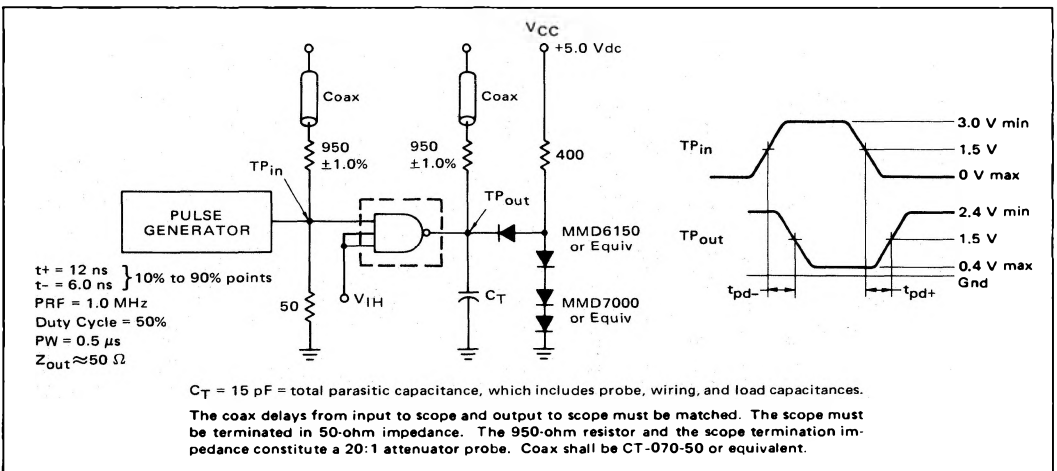 VCC
+5.0 Vdc
Coax
Coax
950
±1.0%
950
±1.0%
400
TPin
TPout
PULSE
GENERATOR
MMD6150
or Equiv
MMD7000
or Equiv
50
VIH
CT
t+ = 12 ns
t− = 6.0 ns
} 10% to 90% points
PRF = 1.0 MHz
Duty Cycle = 50%
PW = 0.5 μs
Zout ≈ 50 Ω
TPin
3.0 V min
1.5 V
0 V max
TPout
2.4 V min
1.5 V
0.4 V max
Gnd
tpd−
tpd+
CT = 15 pF = total parasitic capacitance, which includes probe, wiring, and load capacitances.
The coax delays from input to scope and output to scope must be matched. The scope must
be terminated in 50-ohm impedance. The 950-ohm resistor and the scope termination im-
pedance constitute a 20:1 attenuator probe. Coax shall be CT-070-50 or equivalent.